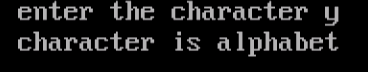 enter the character y
character is alphabet